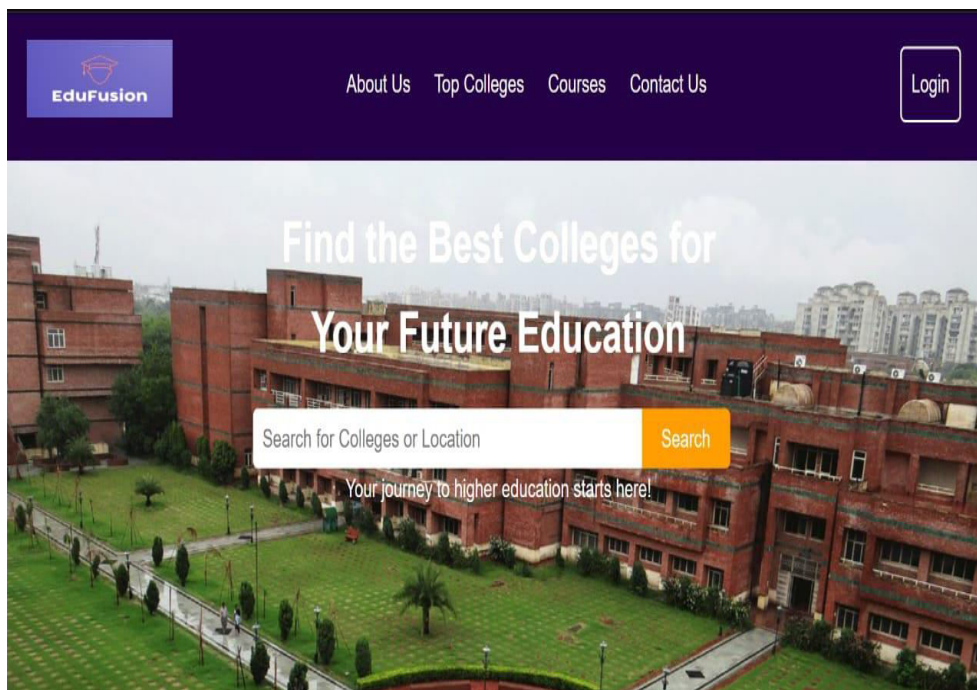 EduFusion
About Us Top Colleges Courses Contact Us
Login
Find the Best Colleges for
Your Future Education
Search for Colleges or Location
Search
Your journey to higher education starts here!